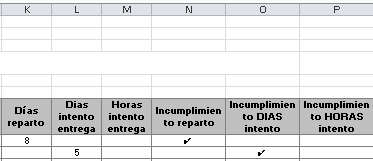 K L M N O P
Días reparto Dias intento entrega Horas intento entrega Incumplimien to reparto Incumplimien to DIAS intento Incumplimien to HORAS intento
8 ✓
5 ✓